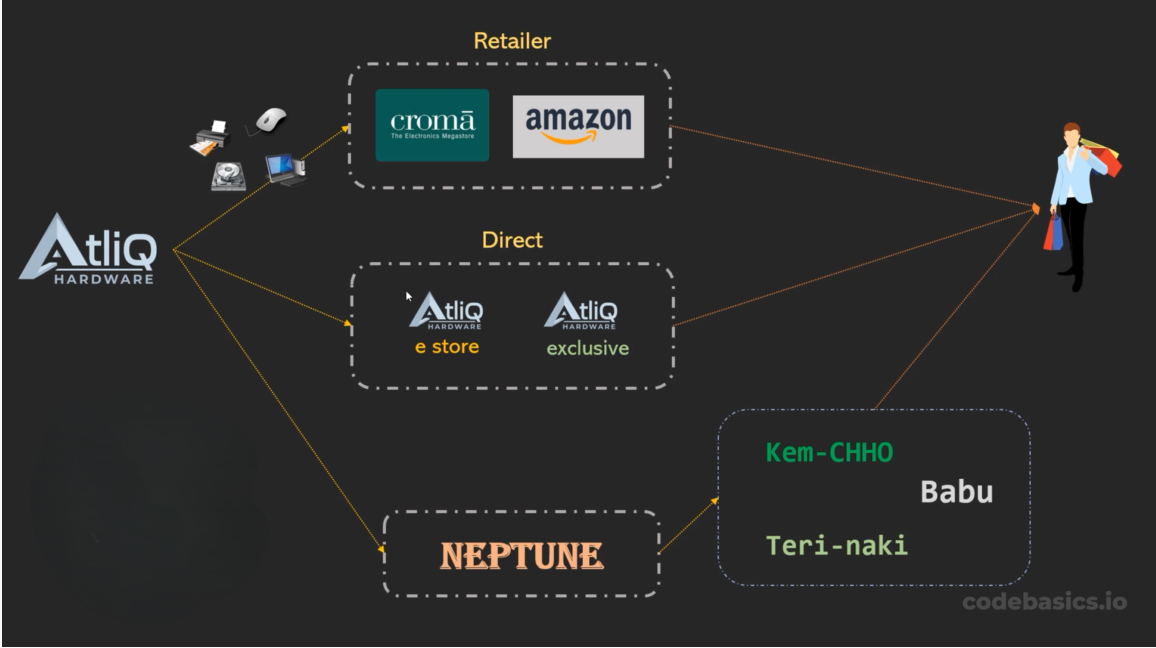 Retailer
cromā
The Electronics Megastore
amazon
AtliQ
HARDWARE
Direct
AtliQ
HARDWARE
e store
AtliQ
HARDWARE
exclusive
Kem-CHHO
Babu
Teri-naki
NEPTUNE
codebasics.io